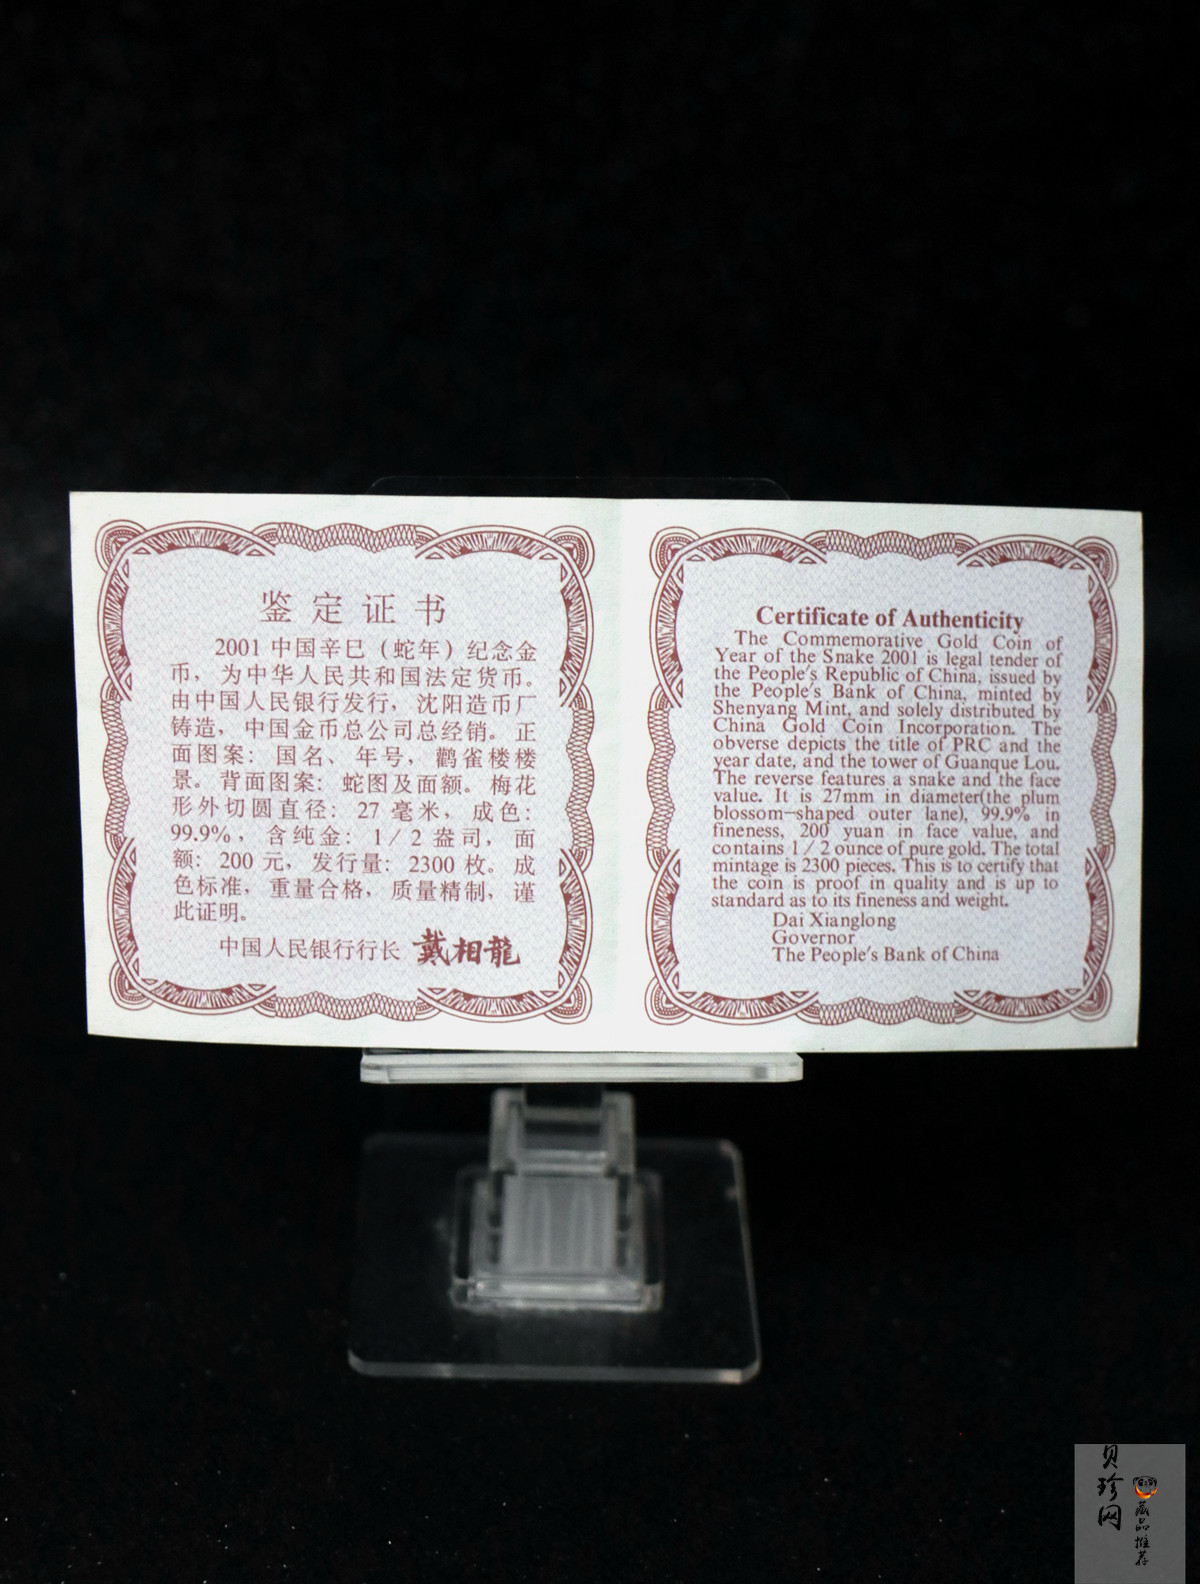 鉴定证书
2001 中国辛巳（蛇年）纪念金
币，为中华人民共和国法定货币。
由中国人民银行发行，沈阳造币厂
铸造，中国金币总公司总经销。正
面图案：国名、年号，鹳雀楼楼
景。背面图案：蛇图及面额。梅花
形外切圆直径：27 毫米，成色：
99.9%，含纯金：1／2 盎司，面
额：200 元，发行量：2300 枚。成
色标准，重量合格，质量精制，谨
此证明。
中国人民银行行长 戴相龍
Certificate of Authenticity
The Commemorative Gold Coin of
Year of the Snake 2001 is legal tender of
the People's Republic of China, issued by
the People's Bank of China, minted by
Shenyang Mint, and solely distributed by
China Gold Coin Incorporation. The
obverse depicts the title of PRC and the
year date, and the tower of Guanque Lou.
The reverse features a snake and the face
value. It is 27mm in diameter(the plum
blossom-shaped outer lane), 99.9% in
fineness, 200 yuan in face value, and
contains 1／2 ounce of pure gold. The total
mintage is 2300 pieces. This is to certify that
the coin is proof in quality and is up to
standard as to its fineness and weight.
Dai Xianglong
Governor
The People's Bank of China
贝珍网
藏品推荐